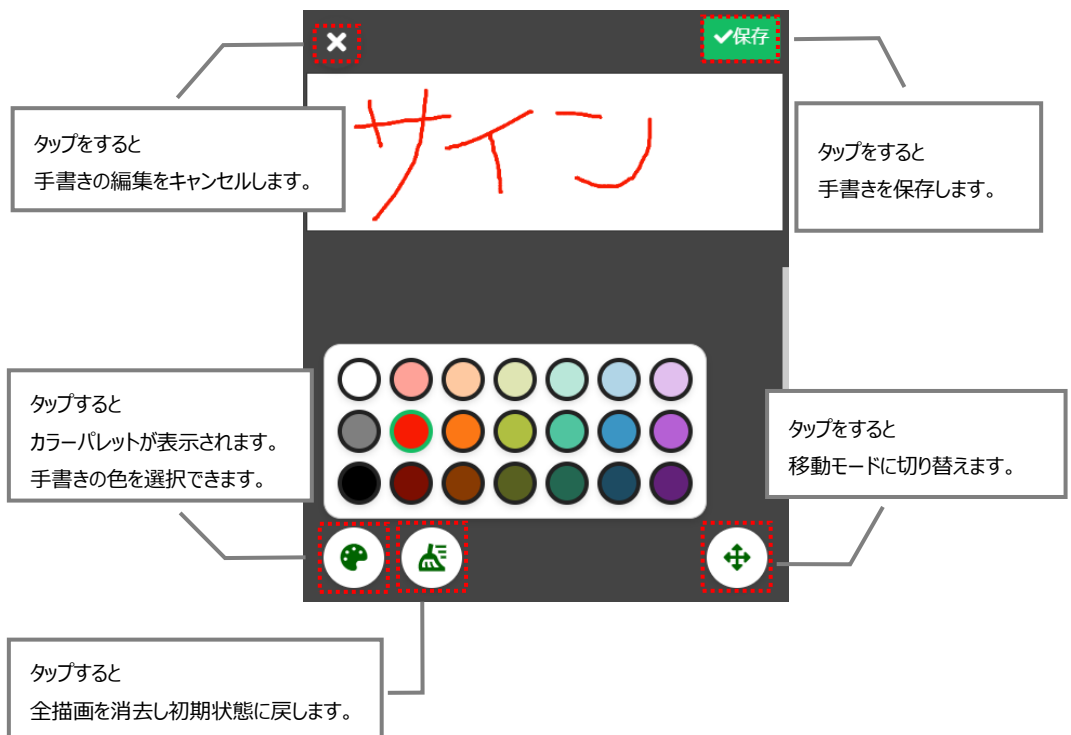 保存
サイン
タップをすると
手書きの編集をキャンセルします。
タップをすると
手書きを保存します。
タップすると
カラーパレットが表示されます。
手書きの色を選択できます。
タップをすると
移動モードに切り替えます。
タップすると
全描画を消去し初期状態に戻します。